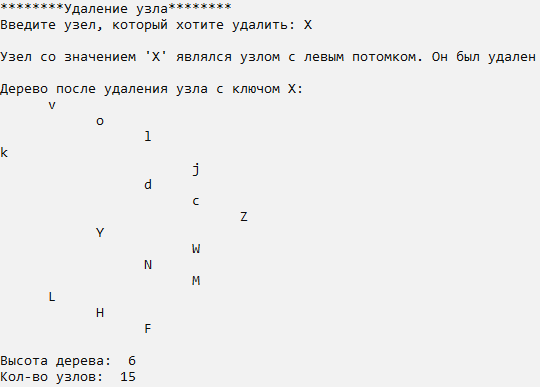 ********Удаление узла********
Введите узел, который хотите удалить: X
Узел со значением 'X' являлся узлом с левым потомком. Он был удален
Дерево после удаления узла с ключом X:
v
o
l
k
j
d
c
Z
Y
W
N
M
L
H
F
Высота дерева:  6
Кол-во узлов:  15